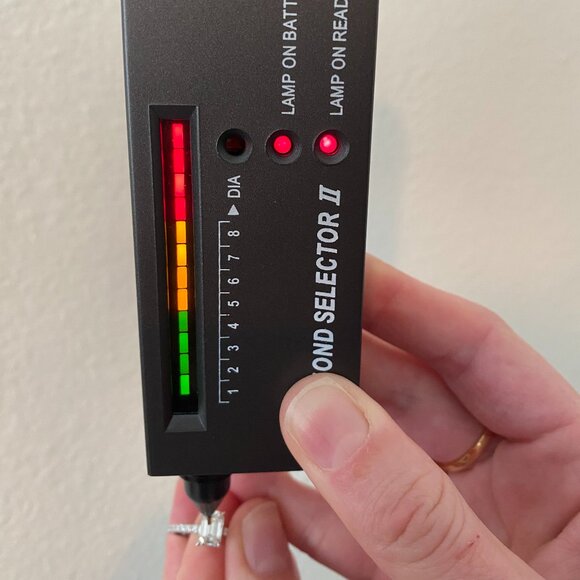 LAMP ON BATT
LAMP ON READ
1 2 3 4 5 6 7 8 ▶ DIA
OND SELECTOR II